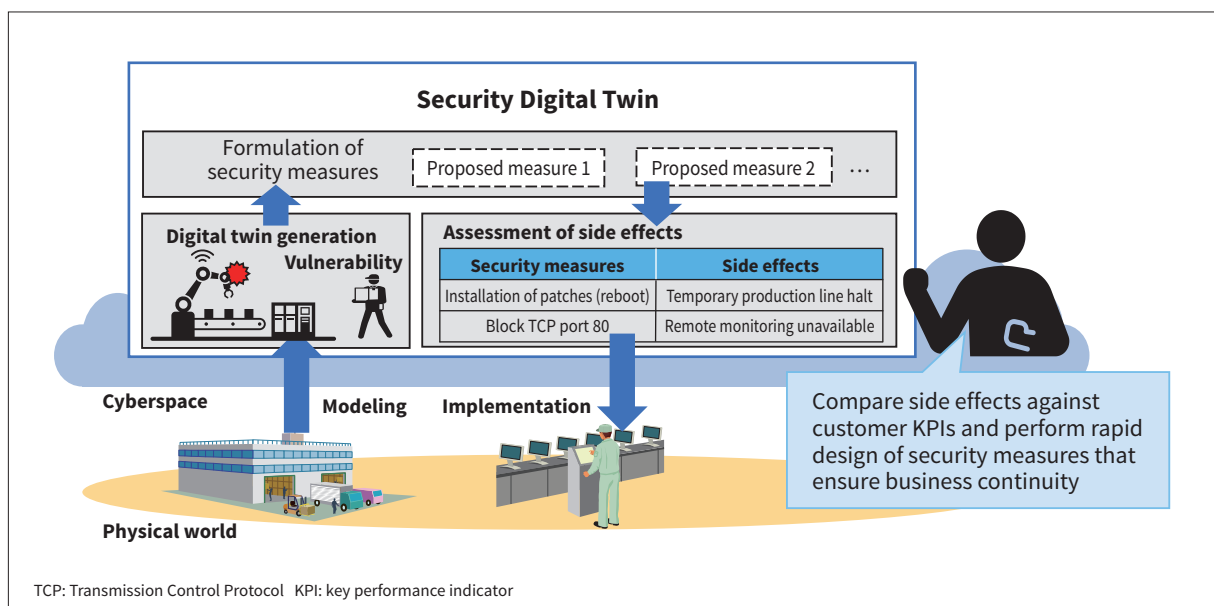 Security Digital Twin
Formulation of
security measures
Proposed measure 1
Proposed measure 2
...
Digital twin generation
Vulnerability
Assessment of side effects
Security measures
Side effects
Installation of patches (reboot)
Temporary production line halt
Block TCP port 80
Remote monitoring unavailable
Cyberspace
Modeling
Implementation
Compare side effects against
customer KPIs and perform rapid
design of security measures that
ensure business continuity
Physical world
TCP: Transmission Control Protocol KPI: key performance indicator